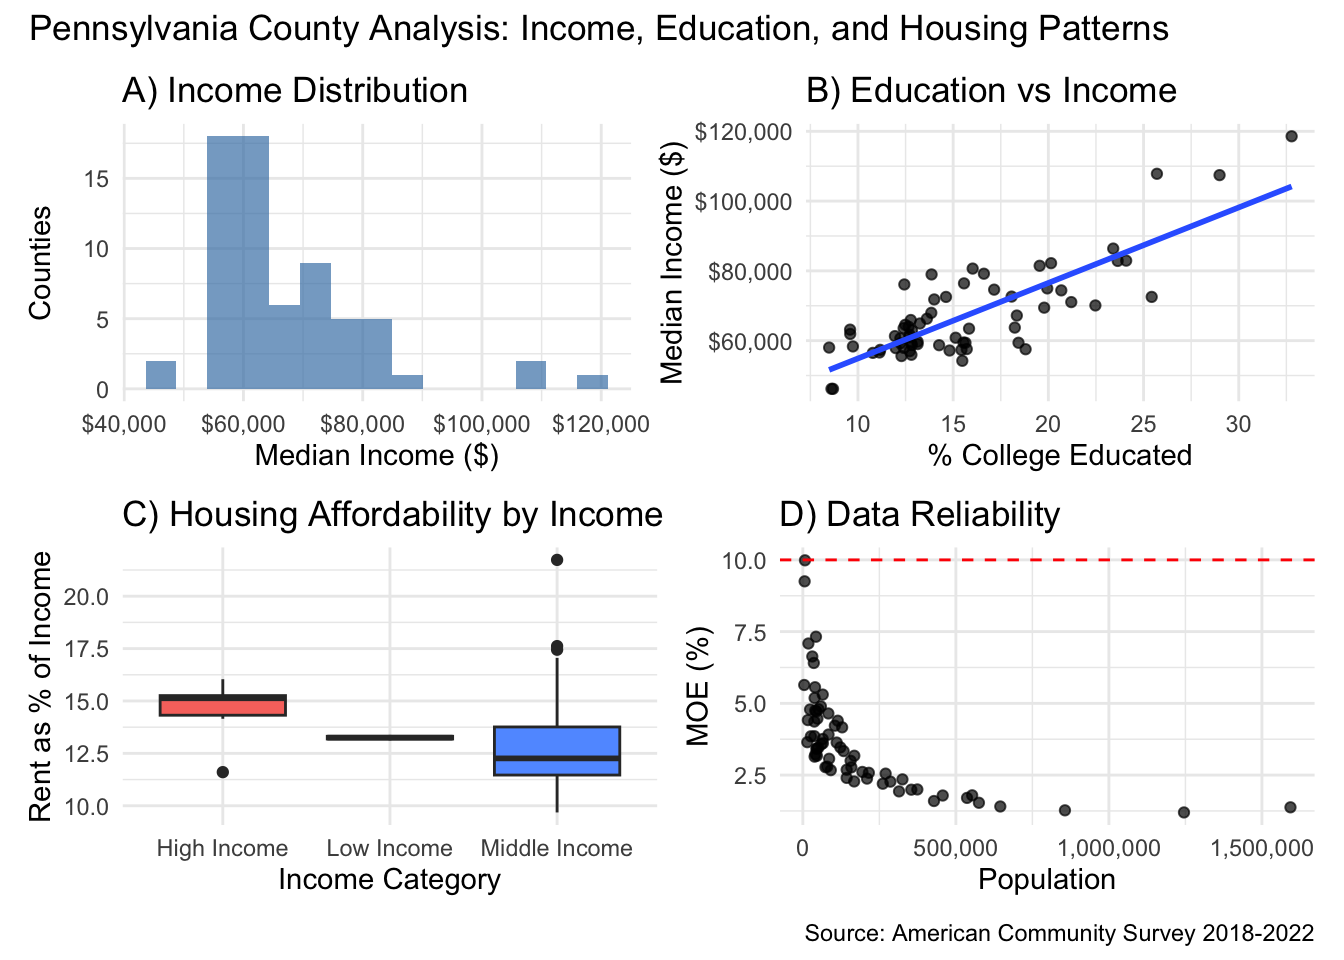 Pennsylvania County Analysis: Income, Education, and Housing Patterns
A) Income Distribution
Counties
15
10
5
0
$40,000 $60,000 $80,000 $100,000 $120,000
Median Income ($)
B) Education vs Income
Median Income ($)
$120,000
$100,000
$80,000
$60,000
10 15 20 25 30
% College Educated
C) Housing Affordability by Income
Rent as % of Income
20.0
17.5
15.0
12.5
10.0
High Income Low Income Middle Income
Income Category
D) Data Reliability
MOE (%)
10.0
7.5
5.0
2.5
0 500,000 1,000,000 1,500,000
Population
Source: American Community Survey 2018-2022